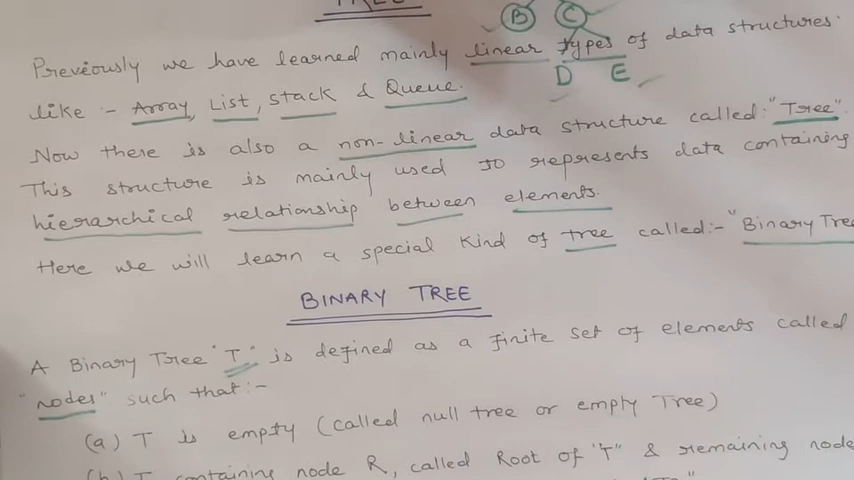 TREE
B C
Previously we have learned mainly linear types of data structures.
D E
like :- Array, List, Stack & Queue.
Now there is also a non-linear data structure called:"Tree".
This structure is mainly used to represents data containing
hierarchical relationship between elements.
Here we will learn a special kind of tree called:- "Binary Tree
BINARY TREE
A Binary Tree "T" is defined as a finite set of elements called
"nodes" such that:-
(a) T is empty (called null tree or empty Tree)
(b) T containing node R, called Root of "T" & remaining node